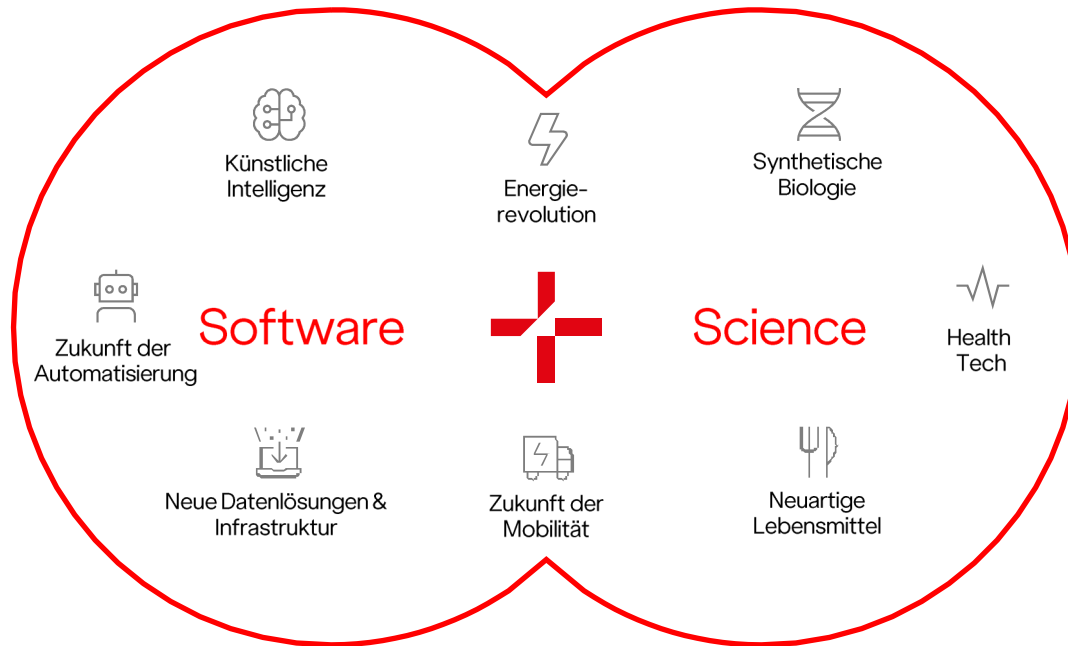 Künstliche
Intelligenz
Energie-
revolution
Synthetische
Biologie
Zukunft der
Automatisierung
Software
Science
Health
Tech
Neue Datenlösungen &
Infrastruktur
Zukunft der
Mobilität
Neuartige
Lebensmittel